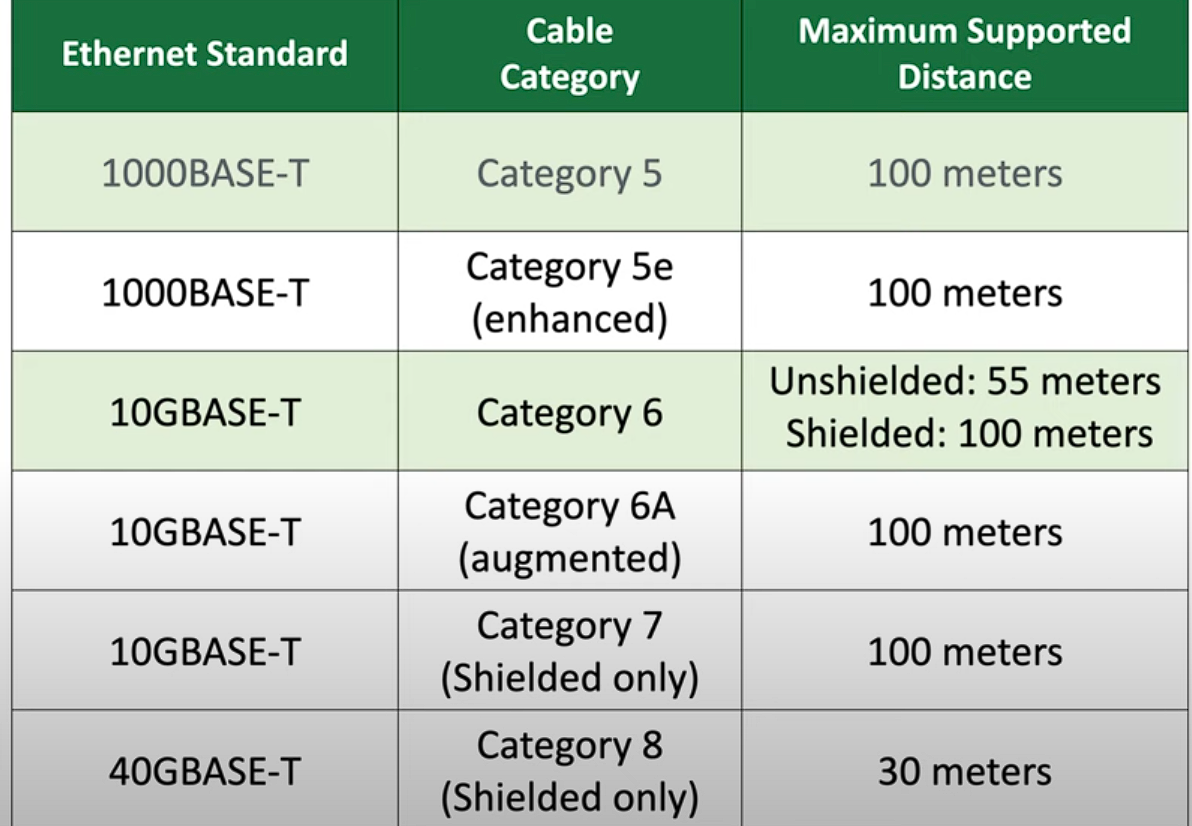 Ethernet Standard
Cable
Category
Maximum Supported
Distance
1000BASE-T
Category 5
100 meters
1000BASE-T
Category 5e
(enhanced)
100 meters
10GBASE-T
Category 6
Unshielded: 55 meters
Shielded: 100 meters
10GBASE-T
Category 6A
(augmented)
100 meters
10GBASE-T
Category 7
(Shielded only)
100 meters
40GBASE-T
Category 8
(Shielded only)
30 meters